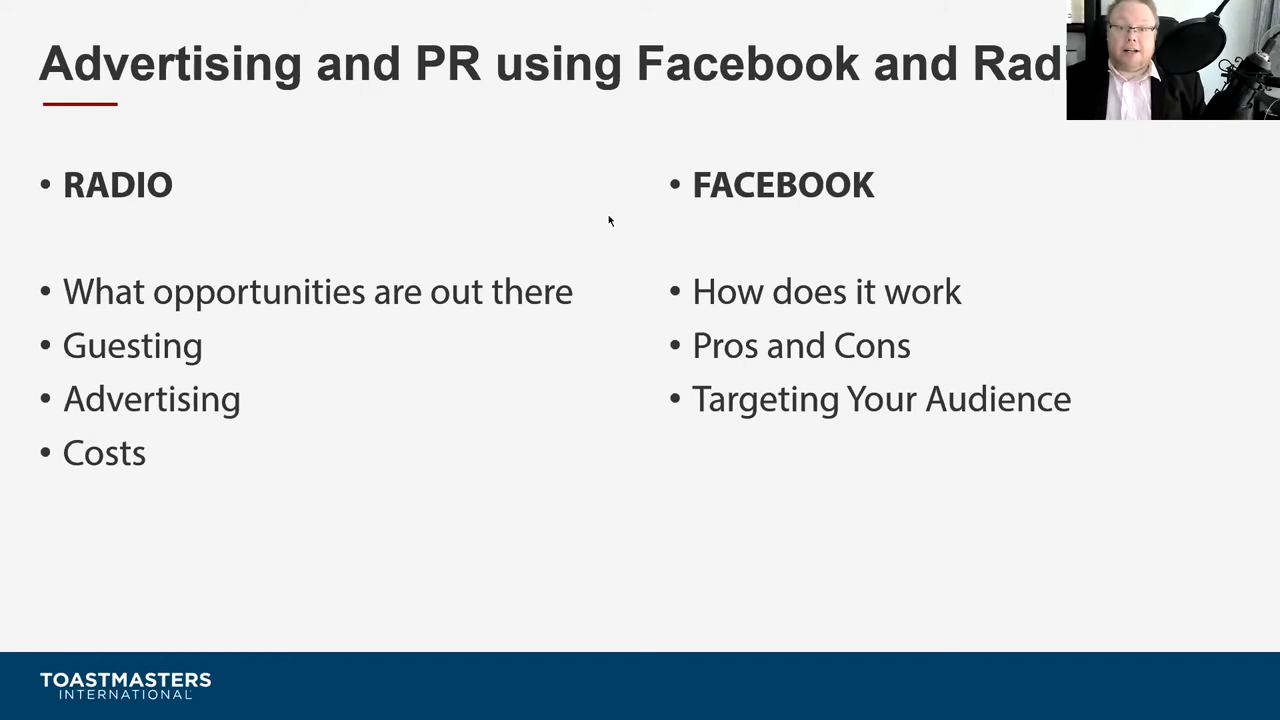 Advertising and PR using Facebook and Rad
• RADIO
• What opportunities are out there
• Guesting
• Advertising
• Costs
• FACEBOOK
• How does it work
• Pros and Cons
• Targeting Your Audience
TOASTMASTERS
INTERNATIONAL